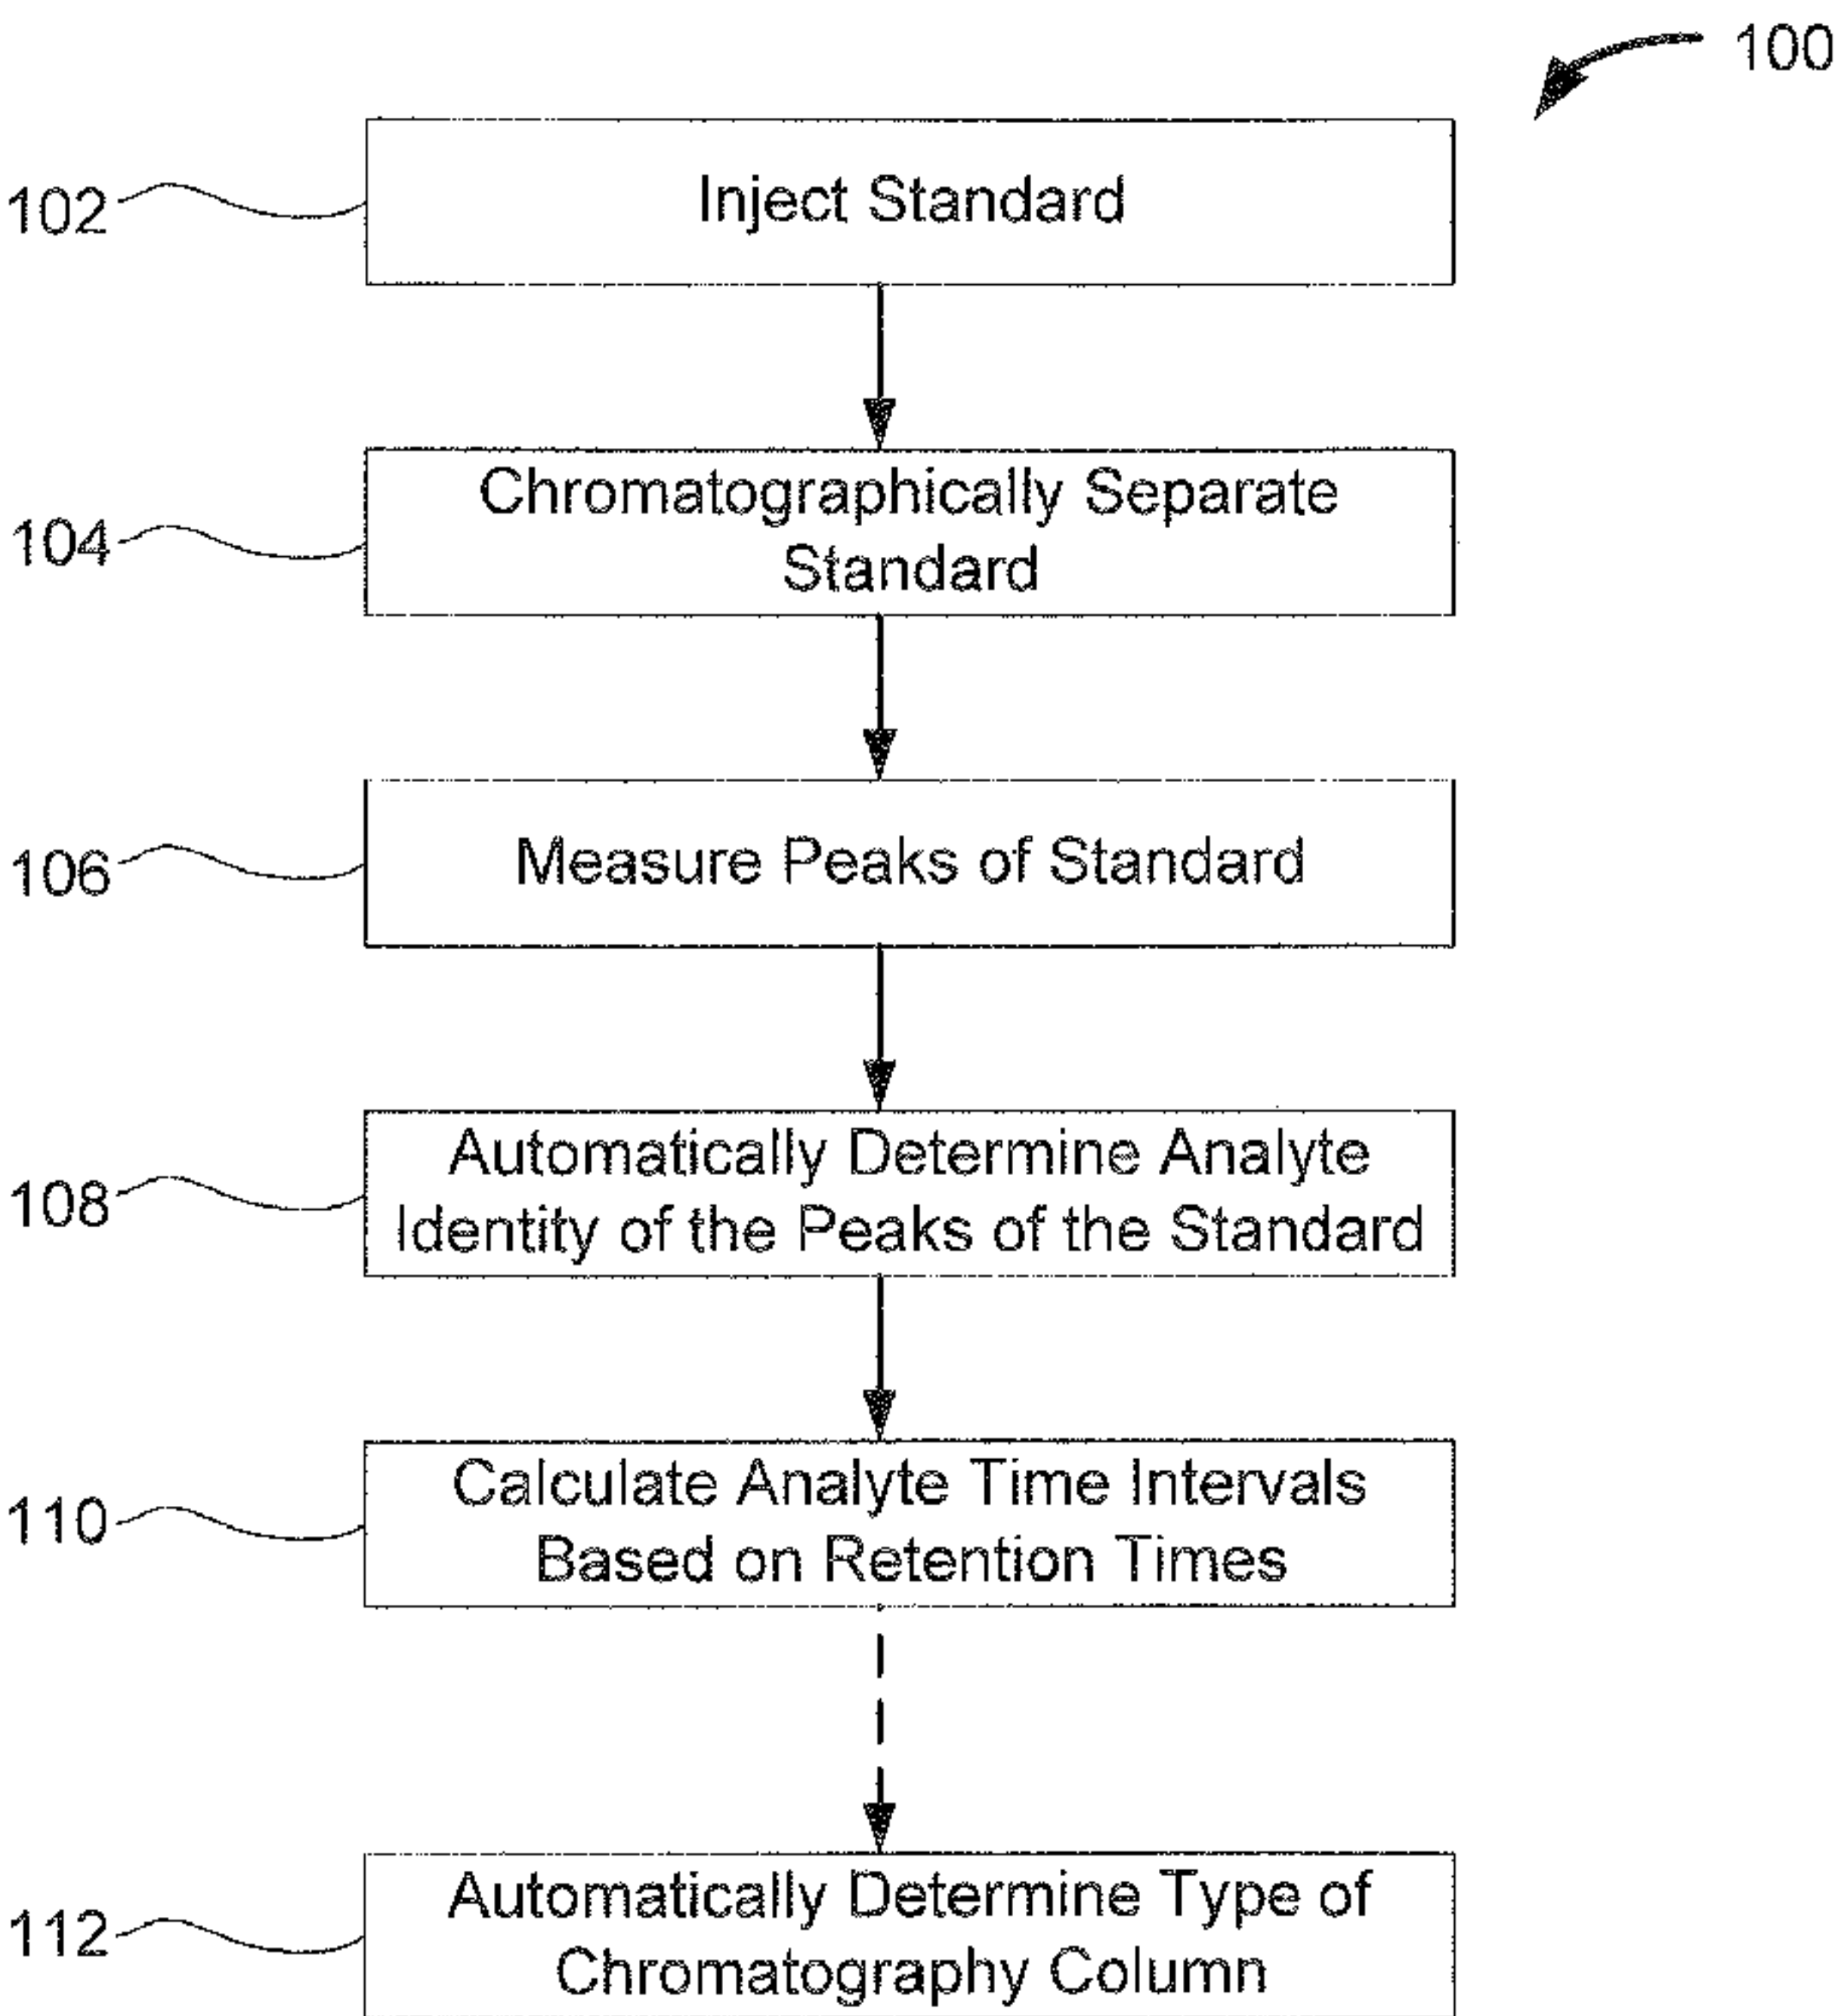 100
102
Inject Standard
104
Chromatographically Separate
Standard
106
Measure Peaks of Standard
108
Automatically Determine Analyte
Identity of the Peaks of the Standard
110
Calculate Analyte Time Intervals
Based on Retention Times
112
Automatically Determine Type of
Chromatography Column